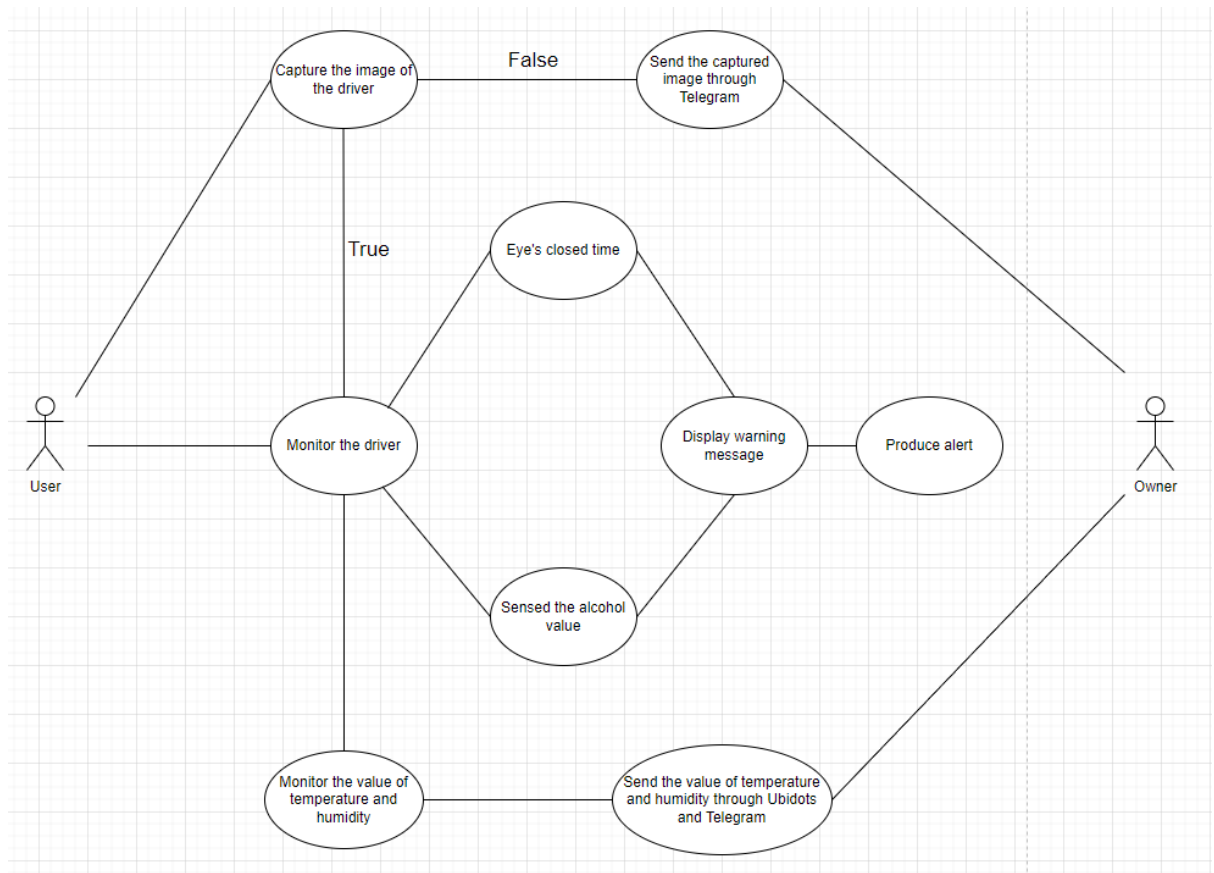 Capture the image of
the driver
False
Send the captured
image through
Telegram
True
Eye's closed time
User
Monitor the driver
Display warning
message
Produce alert
Owner
Sensed the alcohol
value
Monitor the value of
temperature and
humidity
Send the value of temperature
and humidity through Ubidots
and Telegram